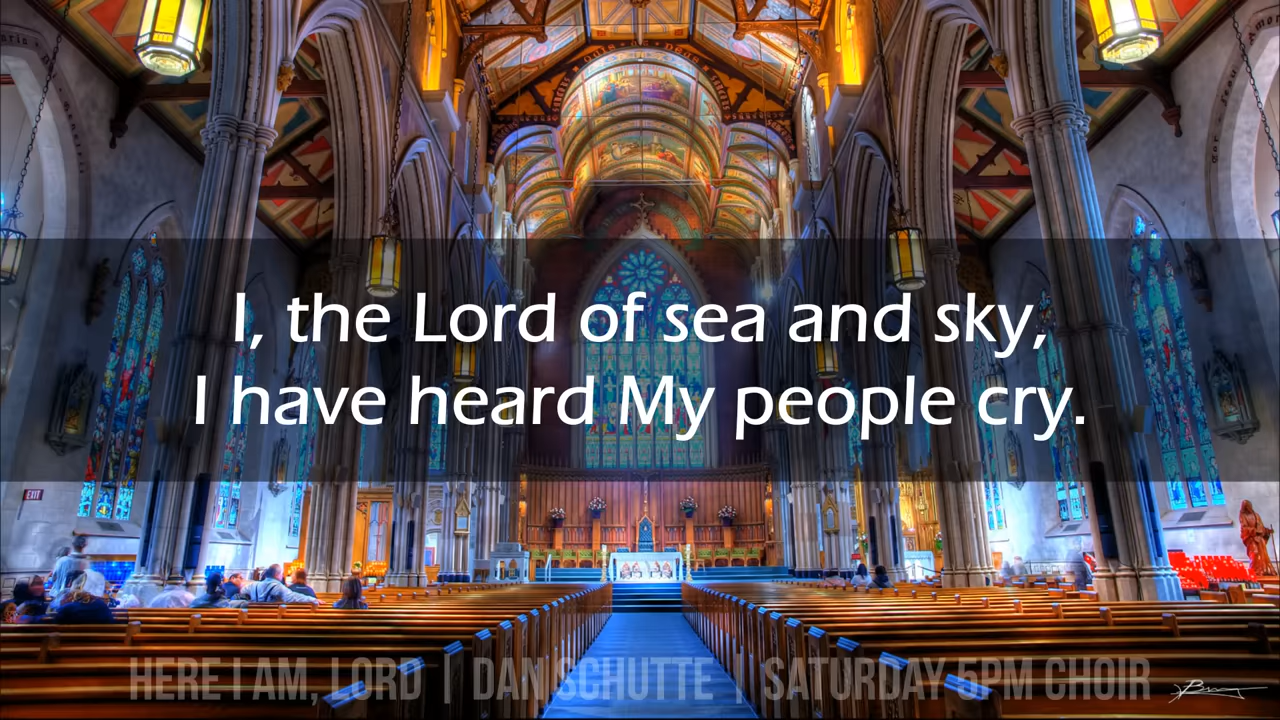 I, the Lord of sea and sky,
I have heard My people cry.
EXIT
HERE I AM, LORD | DAN SCHUTTE | SATURDAY 5PM CHOIR